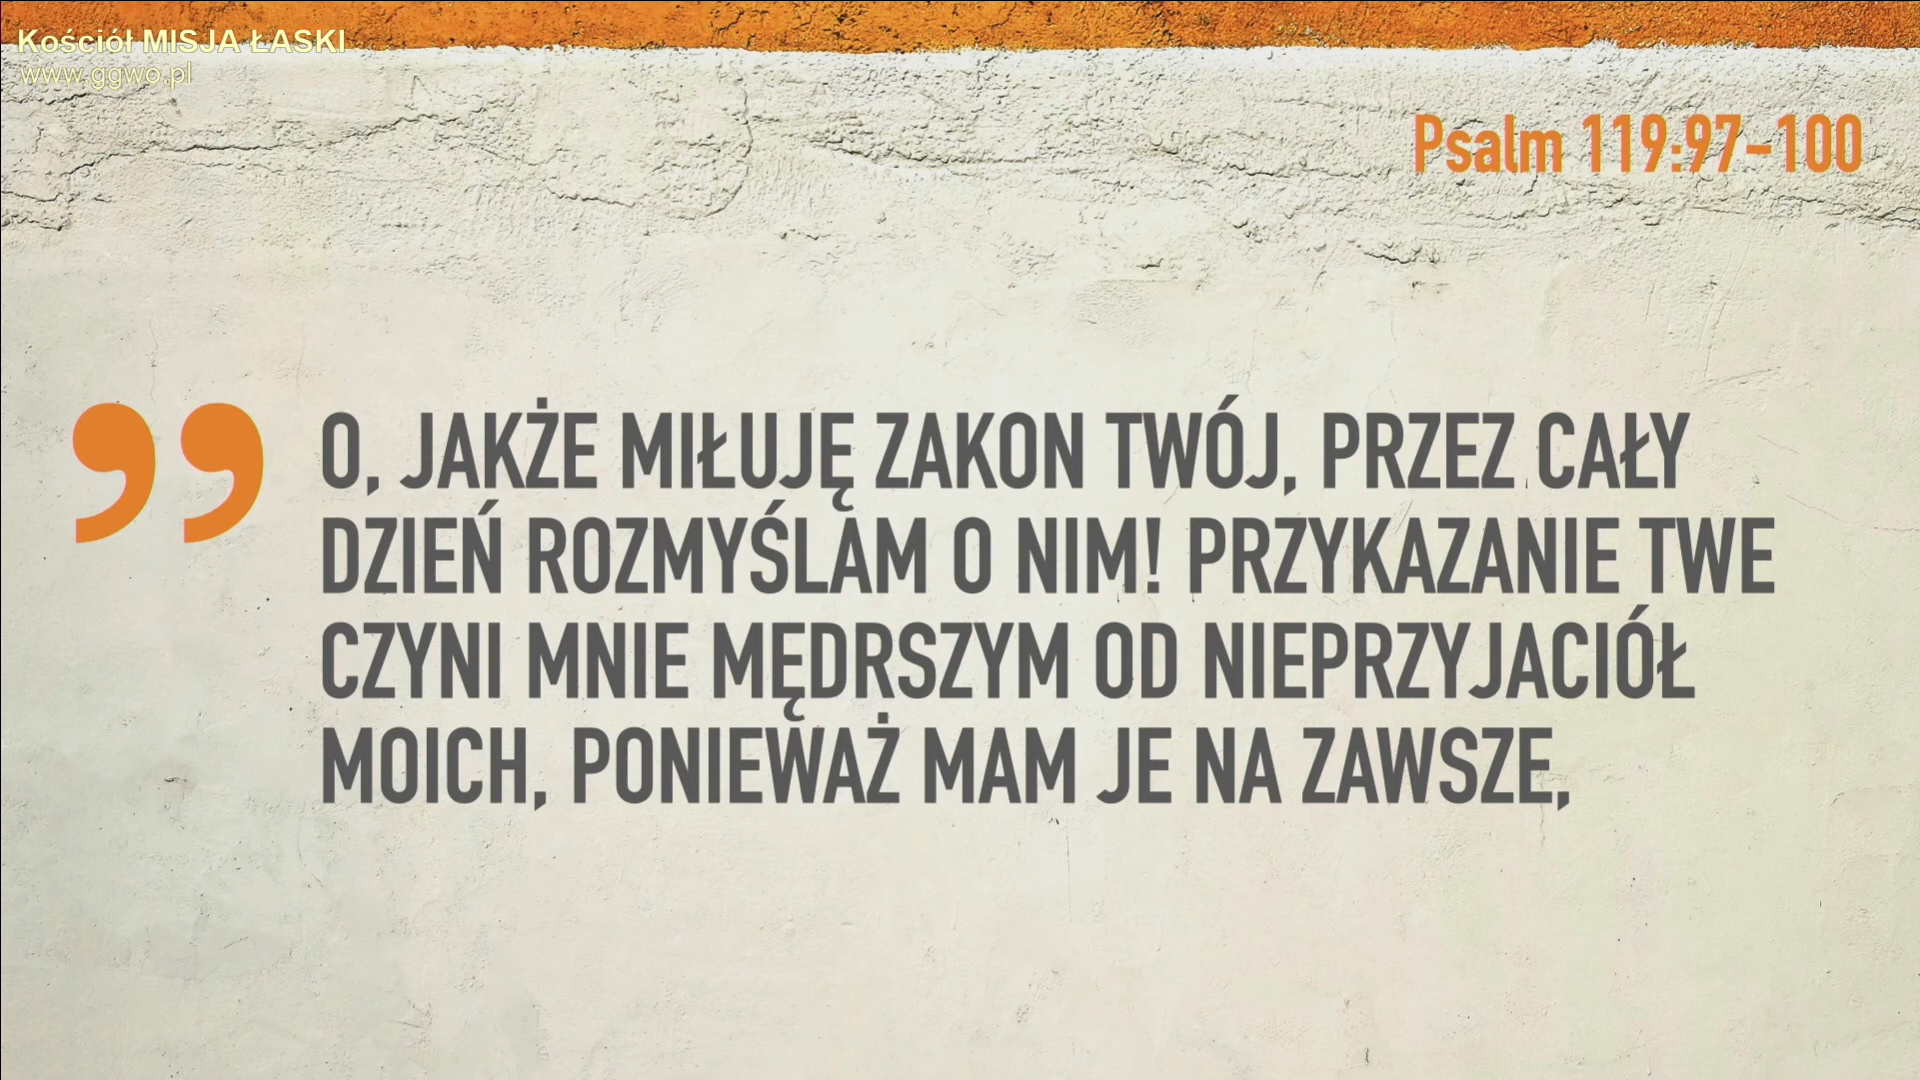 Kościół MISJA ŁASKI
www.ggwo.pl
Psalm 119:97-100
” O, JAKŻE MIŁUJĘ ZAKON TWÓJ, PRZEZ CAŁY
DZIEŃ ROZMYŚLAM O NIM! PRZYKAZANIE TWE
CZYNI MNIE MĘDRSZYM OD NIEPRZYJACIÓŁ
MOICH, PONIEWAŻ MAM JE NA ZAWSZE,